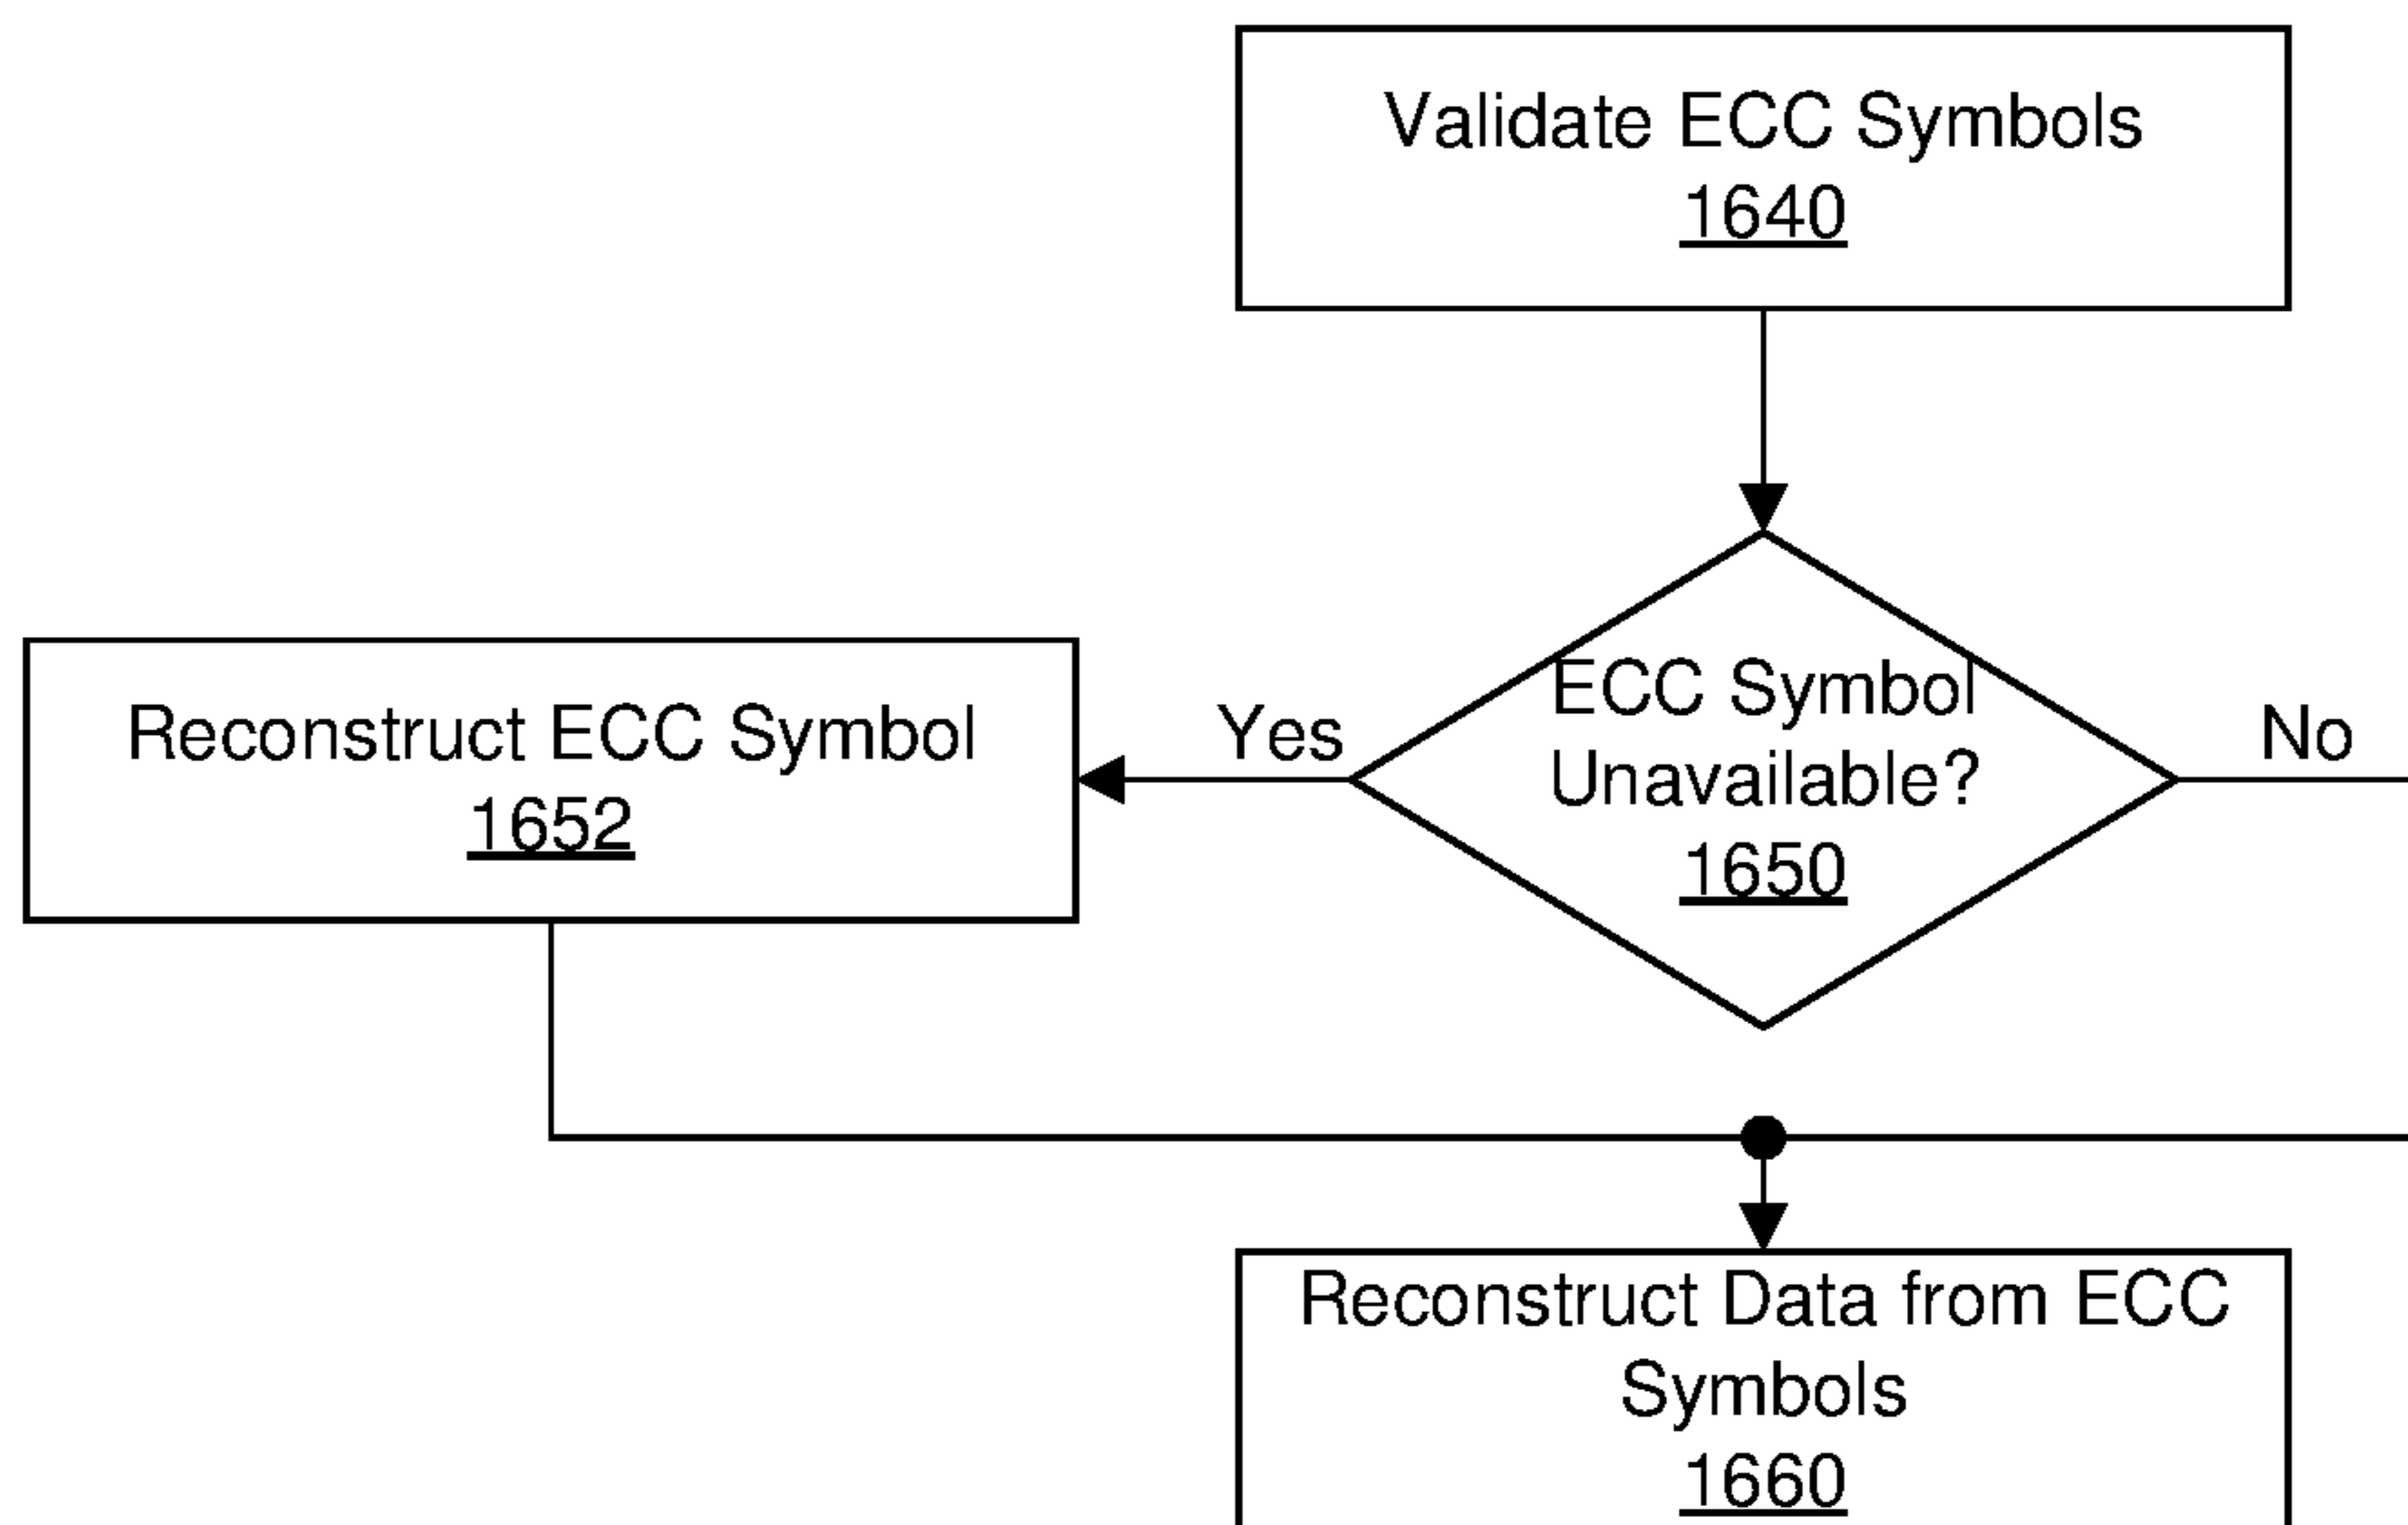 Validate ECC Symbols
1640
ECC Symbol
Unavailable?
1650
Yes
No
Reconstruct ECC Symbol
1652
Reconstruct Data from ECC
Symbols
1660